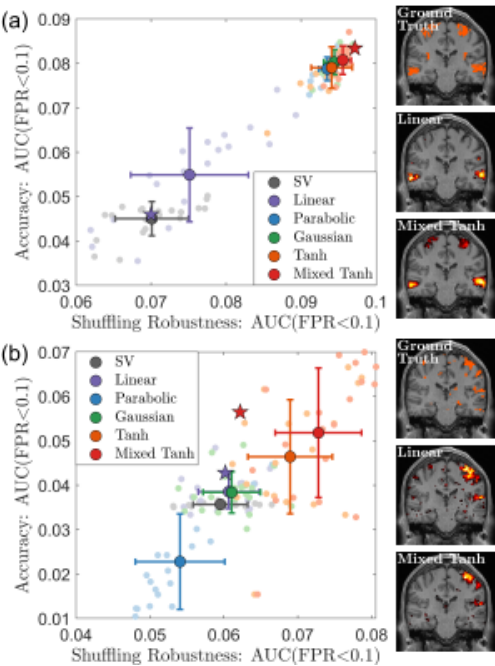 (a)
0.09
0.08
0.07
0.06
0.05
0.04
0.03
Accuracy: AUC(FPR<0.1)
SV
Linear
Parabolic
Gaussian
Tanh
Mixed Tanh
0.06
0.07
0.08
0.09
0.1
Shuffling Robustness: AUC(FPR<0.1)
Ground
Truth
Linear
Mixed Tanh
(b)
0.07
0.06
0.05
0.04
0.03
0.02
0.01
Accuracy: AUC(FPR<0.1)
SV
Linear
Parabolic
Gaussian
Tanh
Mixed Tanh
0.04
0.05
0.06
0.07
0.08
Shuffling Robustness: AUC(FPR<0.1)
Ground
Truth
Linear
Mixed Tanh